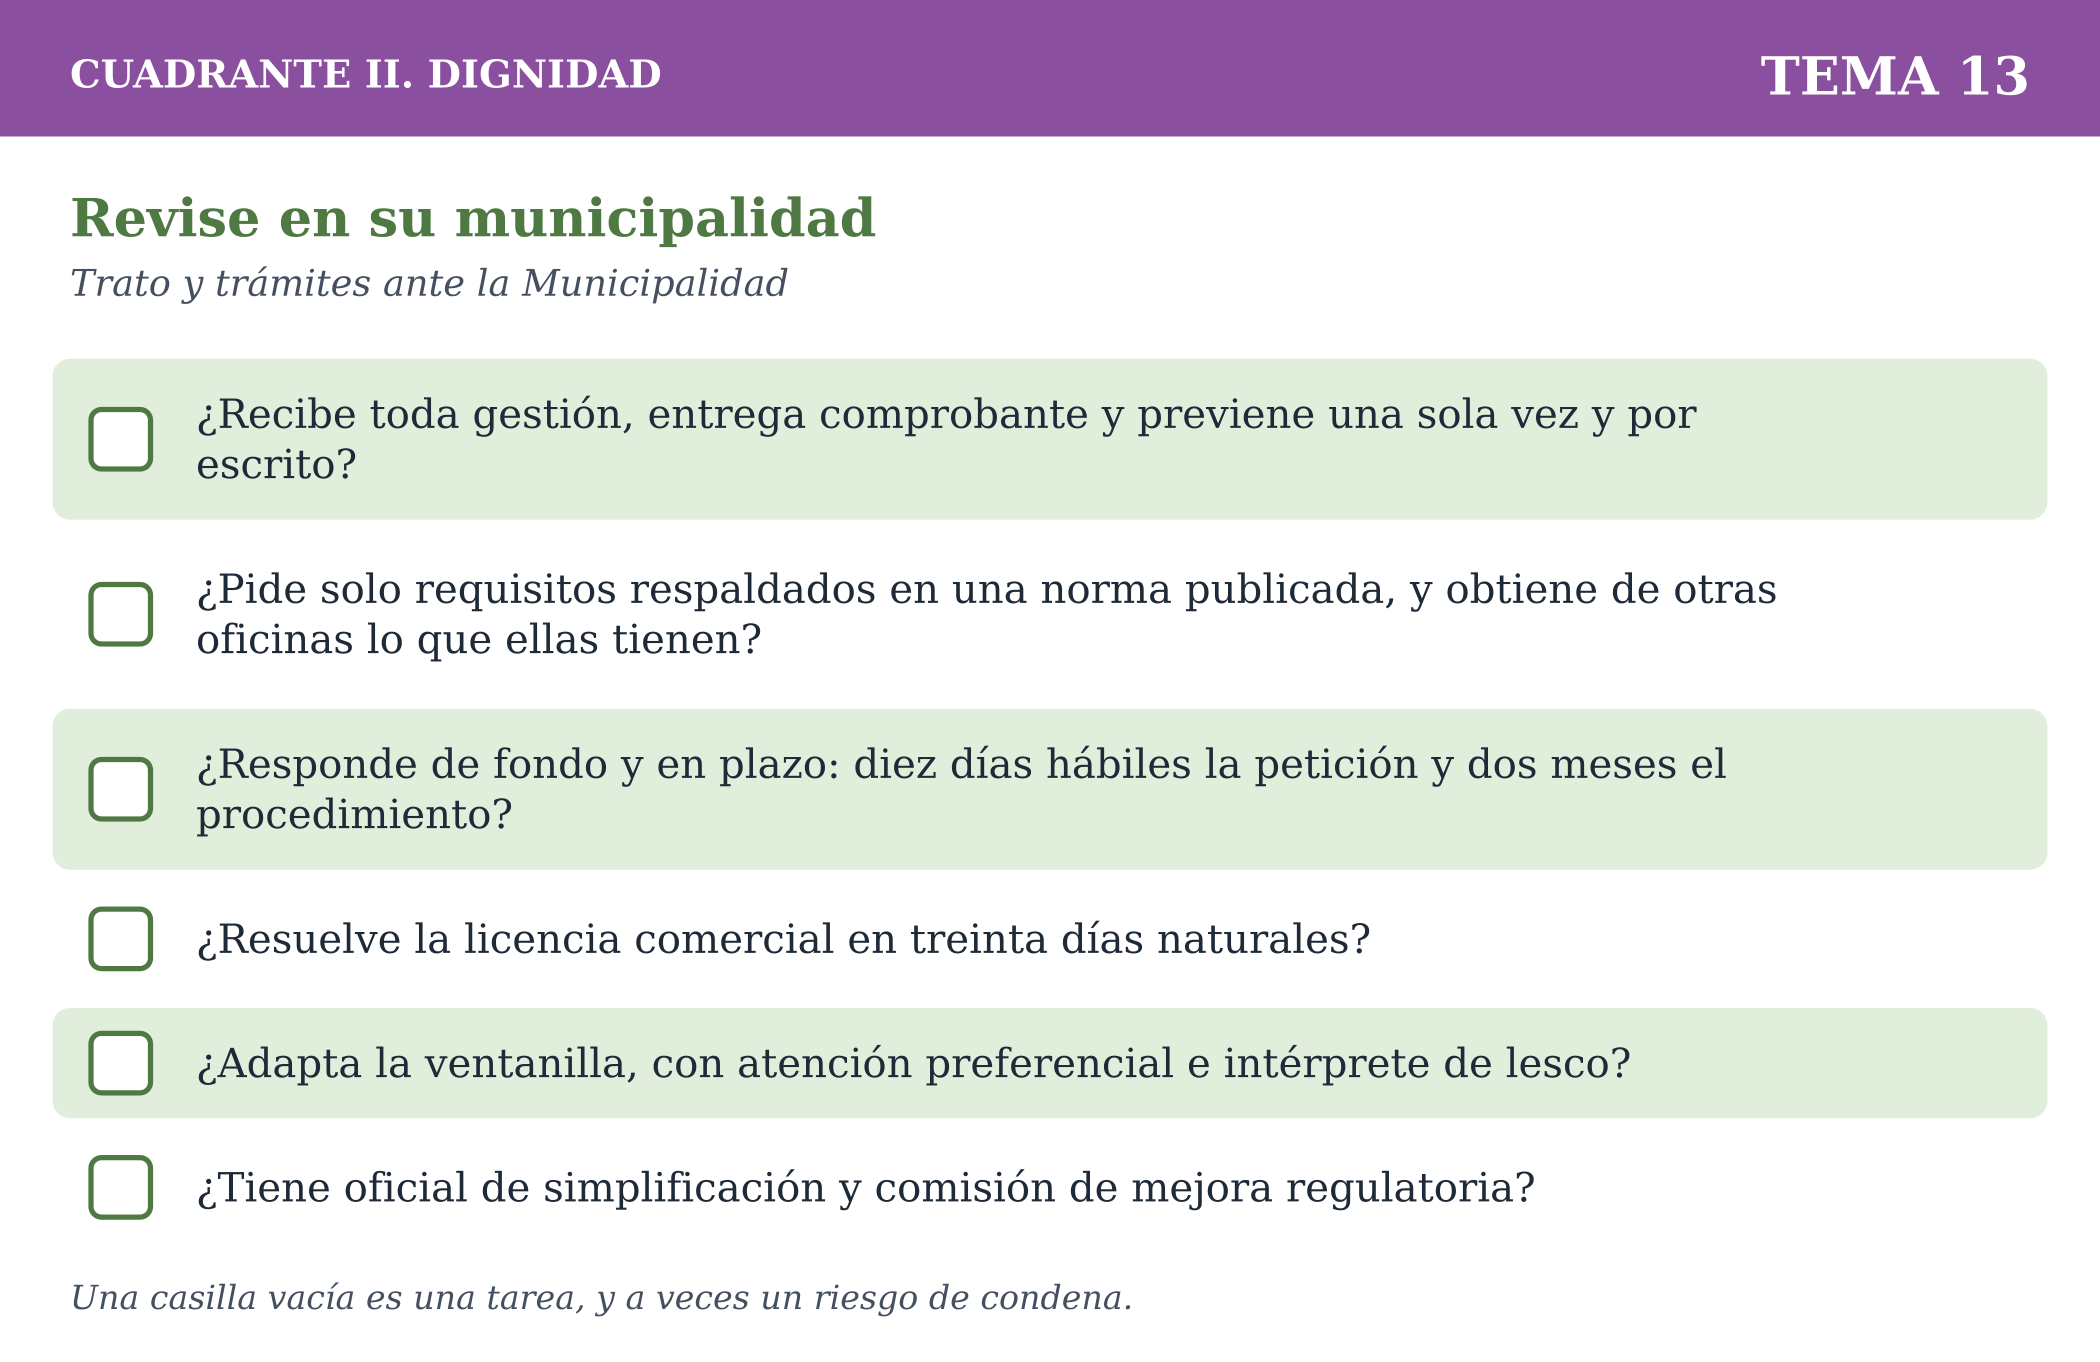 CUADRANTE II. DIGNIDAD
TEMA 13
Revise en su municipalidad
Trato y trámites ante la Municipalidad
¿Recibe toda gestión, entrega comprobante y previene una sola vez y por
escrito?
¿Pide solo requisitos respaldados en una norma publicada, y obtiene de otras
oficinas lo que ellas tienen?
¿Responde de fondo y en plazo: diez días hábiles la petición y dos meses el
procedimiento?
¿Resuelve la licencia comercial en treinta días naturales?
¿Adapta la ventanilla, con atención preferencial e intérprete de lesco?
¿Tiene oficial de simplificación y comisión de mejora regulatoria?
Una casilla vacía es una tarea, y a veces un riesgo de condena.